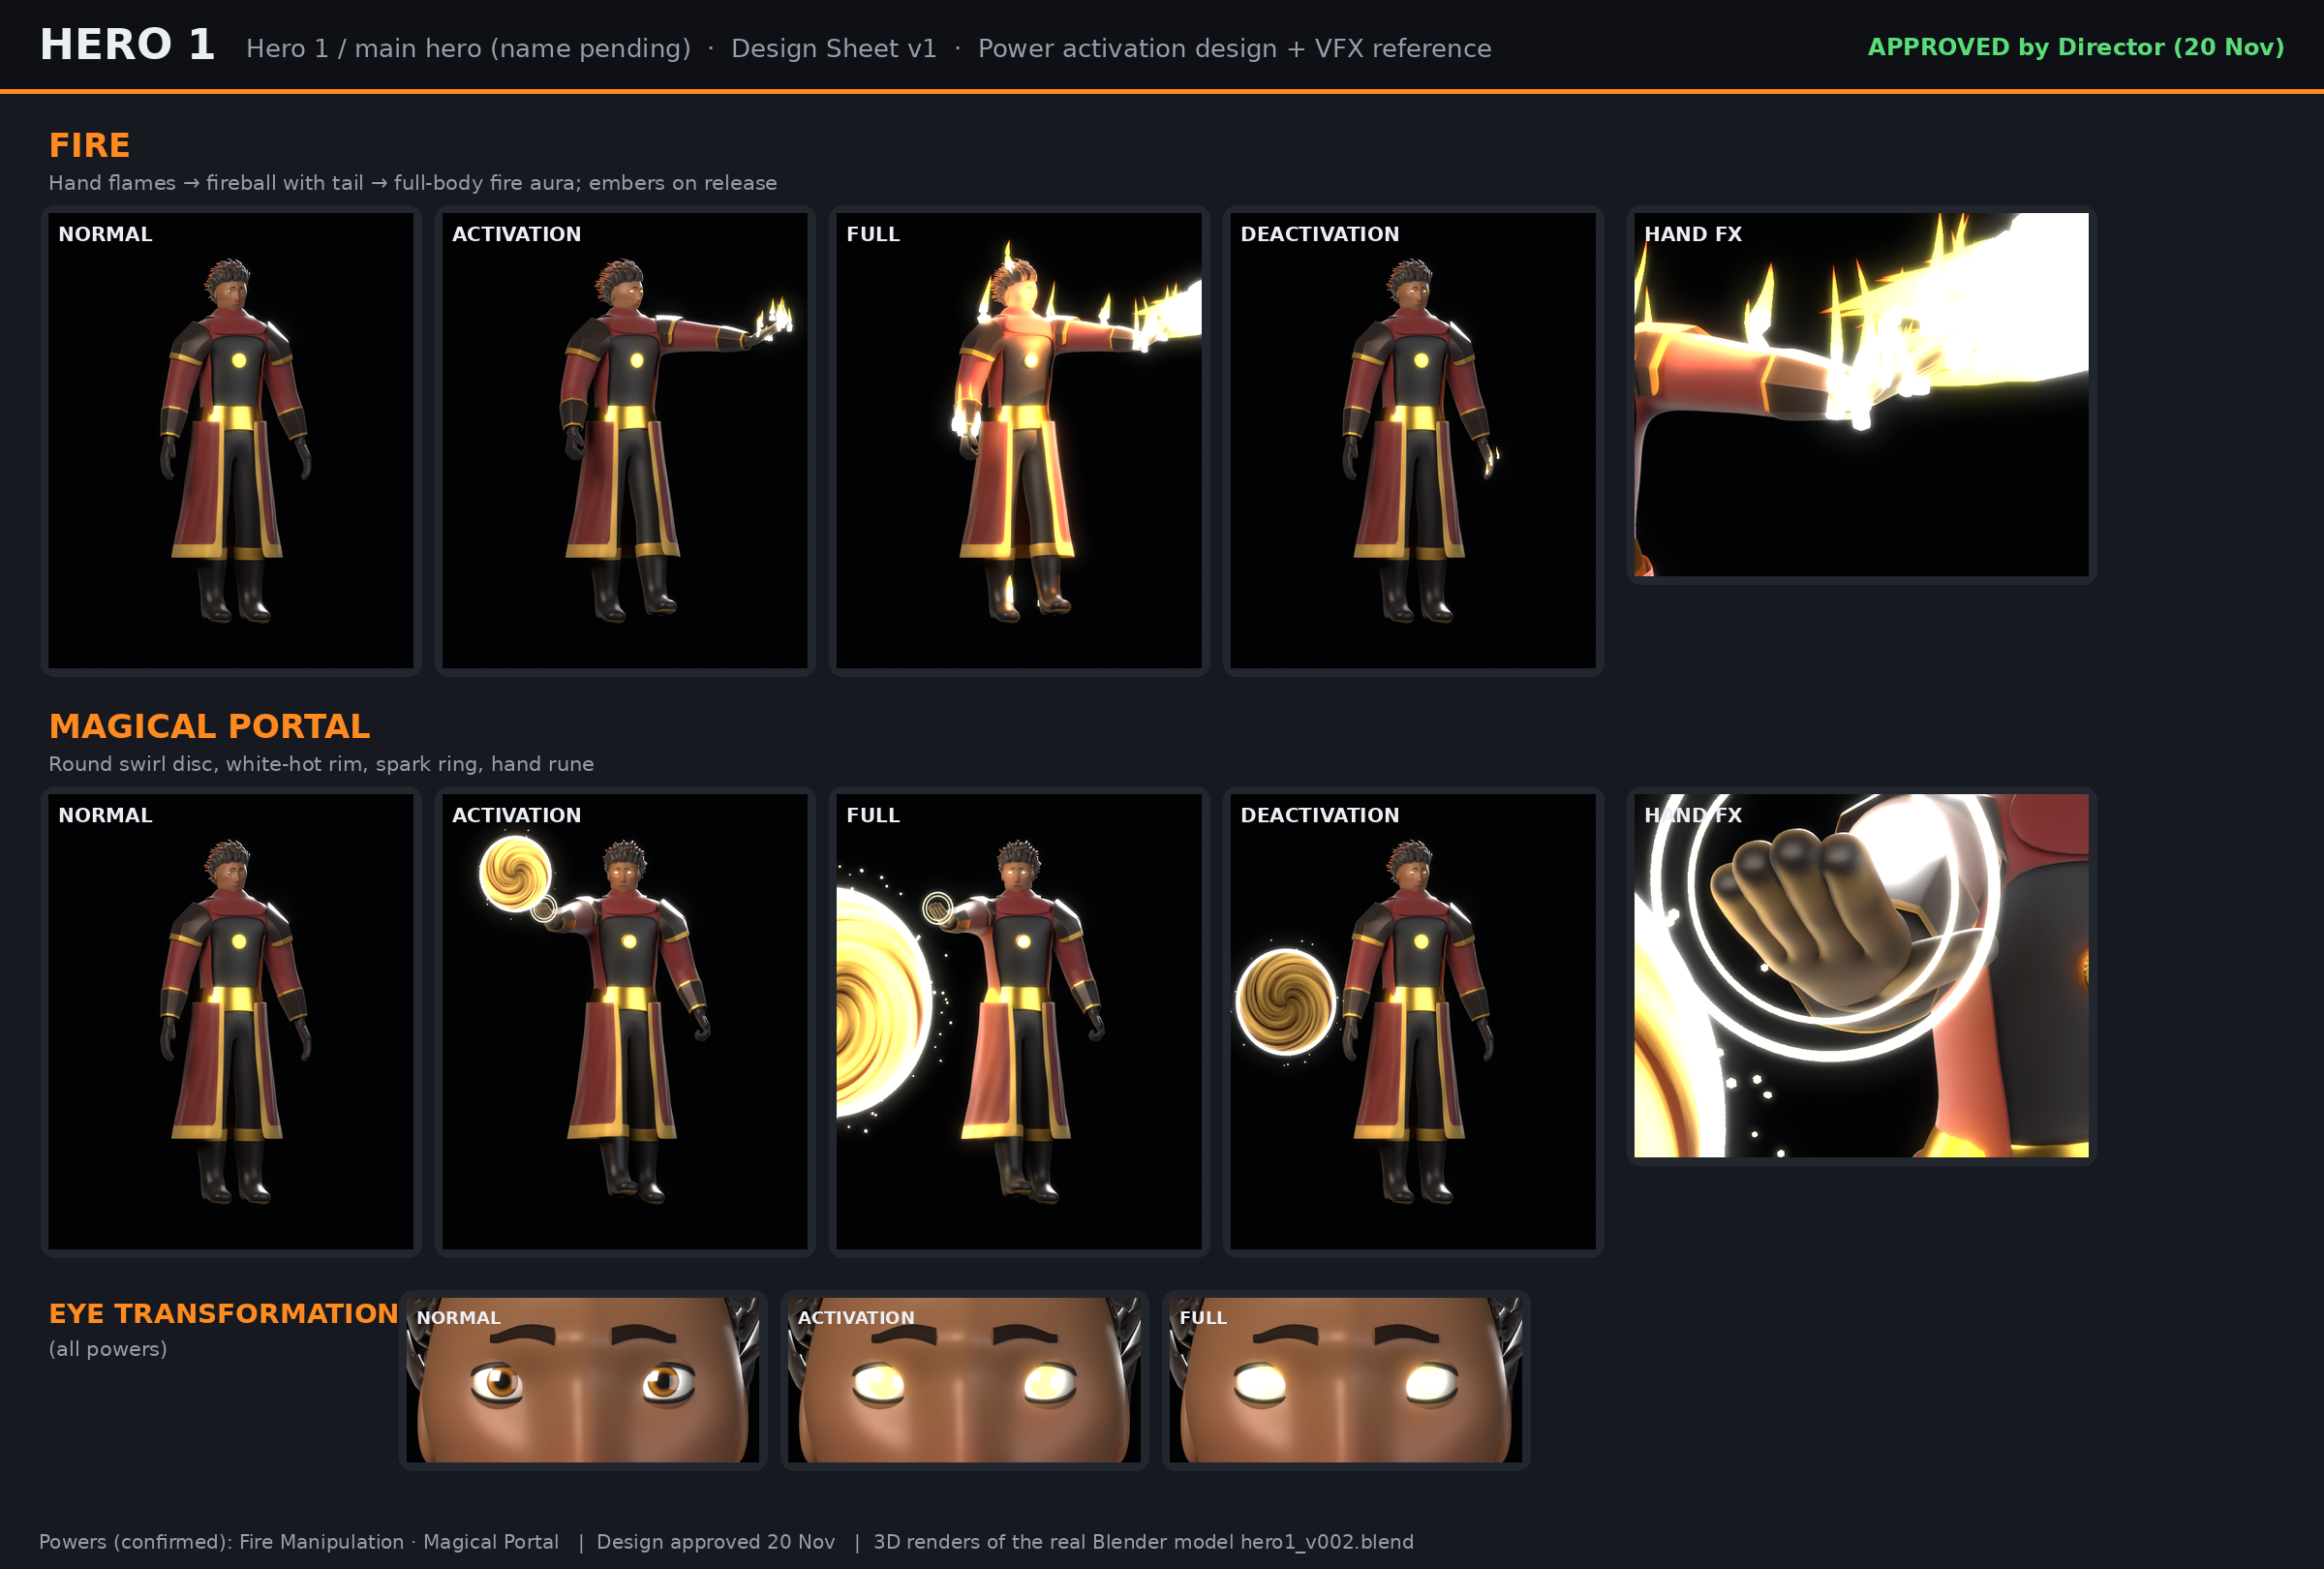 HERO 1 Hero 1 / main hero (name pending) · Design Sheet v1 · Power activation design + VFX reference APPROVED by Director (20 Nov)
FIRE
Hand flames → fireball with tail → full-body fire aura; embers on release
NORMAL ACTIVATION FULL DEACTIVATION HAND FX
MAGICAL PORTAL
Round swirl disc, white-hot rim, spark ring, hand rune
NORMAL ACTIVATION FULL DEACTIVATION HAND FX
EYE TRANSFORMATION NORMAL ACTIVATION FULL
(all powers)
Powers (confirmed): Fire Manipulation · Magical Portal | Design approved 20 Nov | 3D renders of the real Blender model hero1_v002.blend